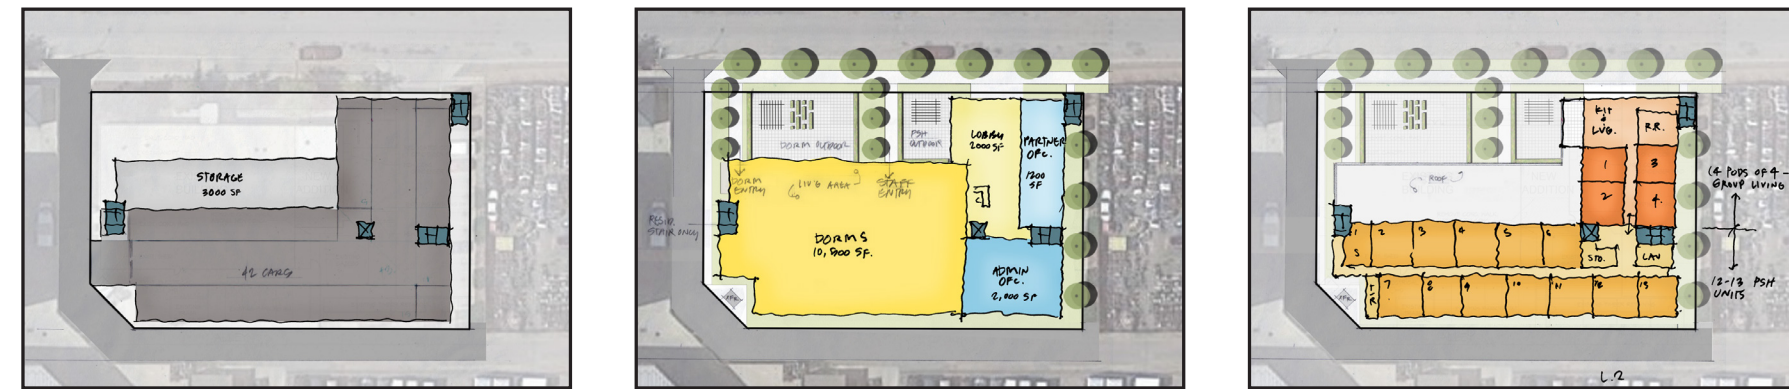 STORAGE
3000 SF
42 CARS
DORM OUTDOOR
PSH
OUTDOOR
LOBBY
2000 SF
PARTNER
OFC.
1200
SF
DORM
ENTRY
LIV'G AREA
STAFF
ENTRY
RESID.
STAIR ONLY
DORMS
10,500 SF.
ADMIN
OFC.
2,000 SF
XFR
KIT
&
LVG.
R.R.
1
3
2
4.
ROOF
(4 PODS OF 4 -
GROUP LIVING
1
2
3
4
5
6
S
STO.
LAV
7.
8
9
10
11
12
13
12-13 PSH
UNITS
L.2